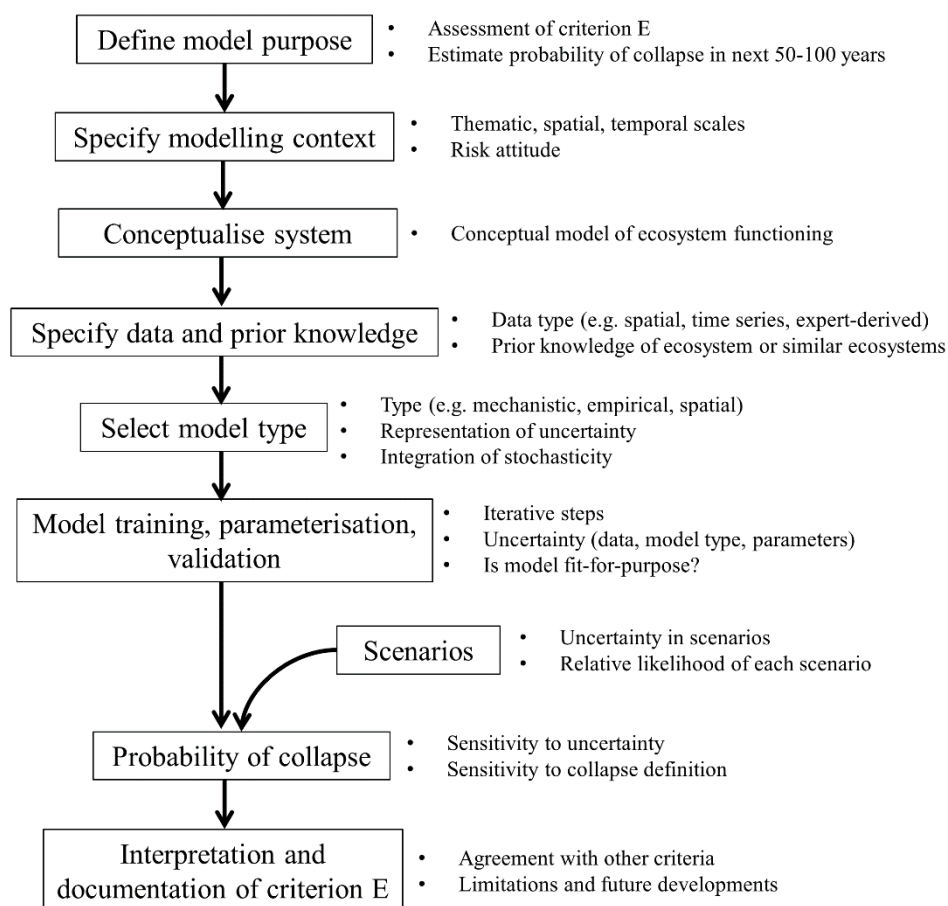 Define model purpose
• Assessment of criterion E
• Estimate probability of collapse in next 50-100 years
Specify modelling context
• Thematic, spatial, temporal scales
• Risk attitude
Conceptualise system
• Conceptual model of ecosystem functioning
Specify data and prior knowledge
• Data type (e.g. spatial, time series, expert-derived)
• Prior knowledge of ecosystem or similar ecosystems
Select model type
• Type (e.g. mechanistic, empirical, spatial)
• Representation of uncertainty
• Integration of stochasticity
Model training, parameterisation,
validation
• Iterative steps
• Uncertainty (data, model type, parameters)
• Is model fit-for-purpose?
Scenarios
• Uncertainty in scenarios
• Relative likelihood of each scenario
Probability of collapse
• Sensitivity to uncertainty
• Sensitivity to collapse definition
Interpretation and
documentation of criterion E
• Agreement with other criteria
• Limitations and future developments